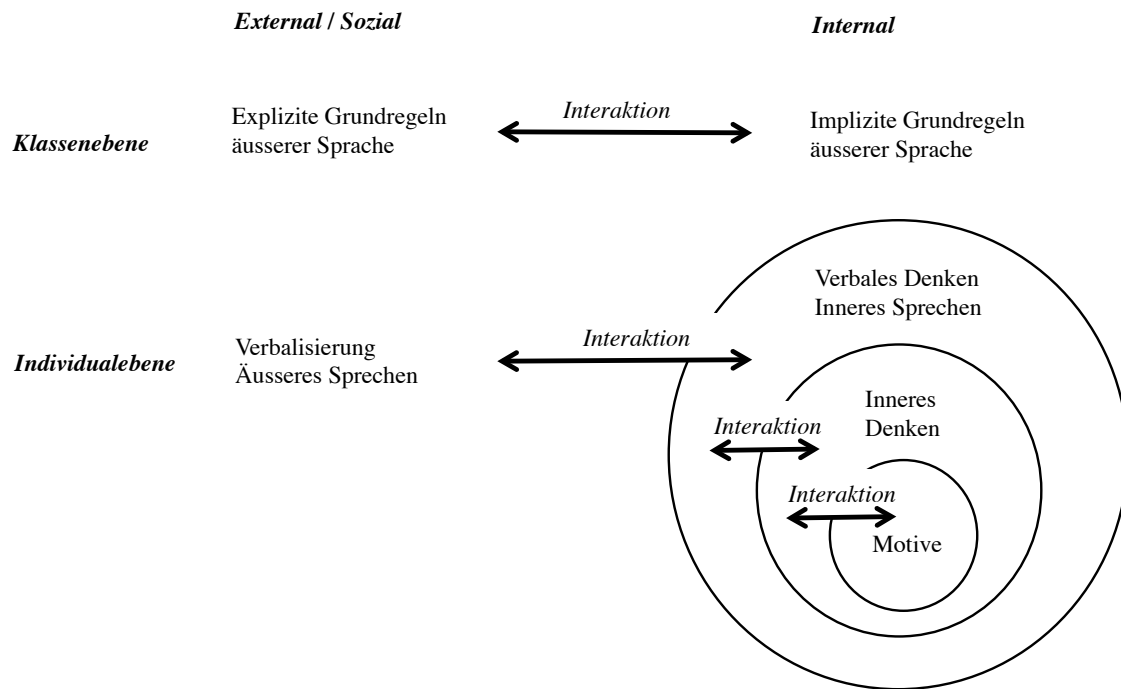 External / Sozial
Internal
Klassenebene
Explizite Grundregeln
äusserer Sprache
Interaktion
Implizite Grundregeln
äusserer Sprache
Individualebene
Verbalisierung
Äusseres Sprechen
Interaktion
Verbales Denken
Inneres Sprechen
Interaktion
Inneres
Denken
Interaktion
Motive